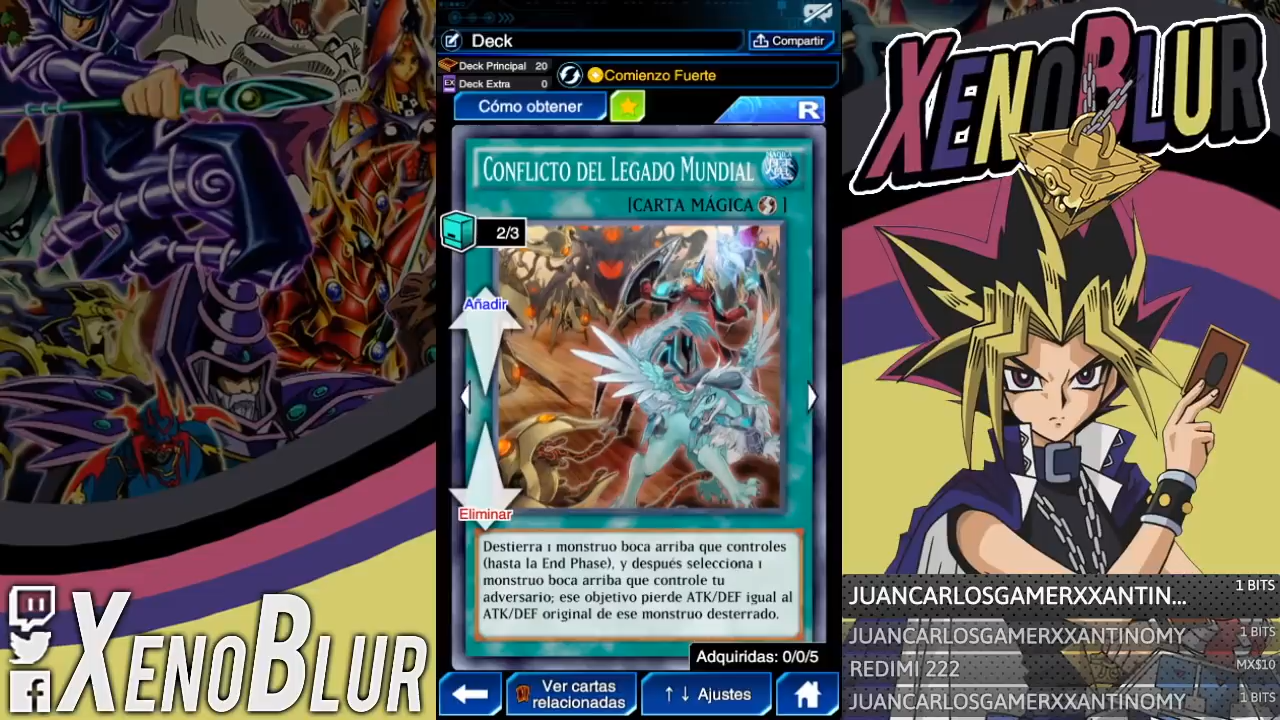 Deck
Compartir
Deck Principal 20
EX Deck Extra 0
Comienzo Fuerte
Cómo obtener
R
CONFLICTO DEL LEGADO MUNDIAL
MÁGICA
[CARTA MÁGICA ]
2/3
Añadir
Eliminar
Destierra 1 monstruo boca arriba que controles
(hasta la End Phase), y después selecciona 1
monstruo boca arriba que controle tu
adversario; ese objetivo pierde ATK/DEF igual al
ATK/DEF original de ese monstruo desterrado.
Adquiridas: 0/0/5
Ver cartas
relacionadas
↑ ↓ Ajustes
XENOBLUR
XENOBLUR
JUANCARLOSGAMERXXANTIN... 1 BITS
JUANCARLOSGAMERXXANTINOMY 1 BITS
REDIMI 222 MX$10
JUANCARLOSGAMERXXANTINOMY 1 BITS